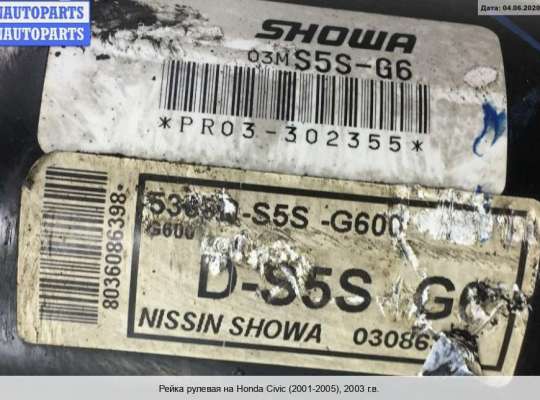 AUTOPARTS
AUTOPARTS
Дата: 04.06.2020
SHOWA
03M S5S-G6
*PR03-302355*
-S5S -G600
G600
8036086398
D-S5S
NISSIN SHOWA
Рейка рулевая на Honda Civic (2001-2005), 2003 г.в.